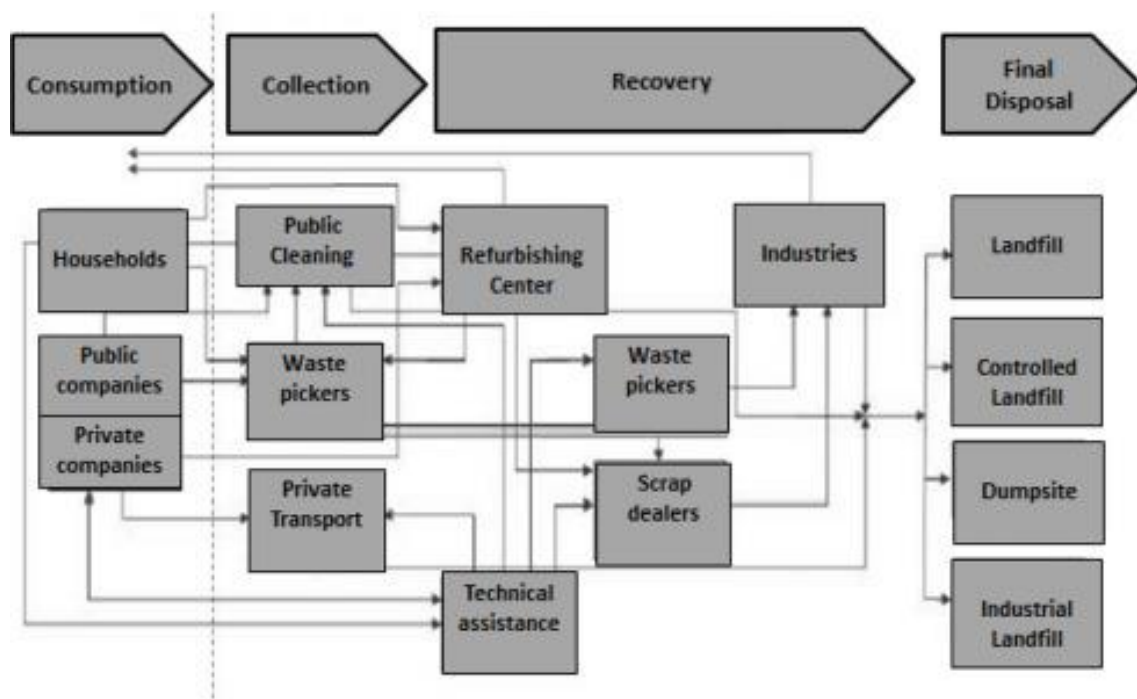 Consumption
Collection
Recovery
Final
Disposal
Households
Public
Cleaning
Refurbishing
Center
Industries
Landfill
Public
companies
Waste
pickers
Waste
pickers
Controlled
Landfill
Private
companies
Private
Transport
Scrap
dealers
Dumpsite
Technical
assistance
Industrial
Landfill